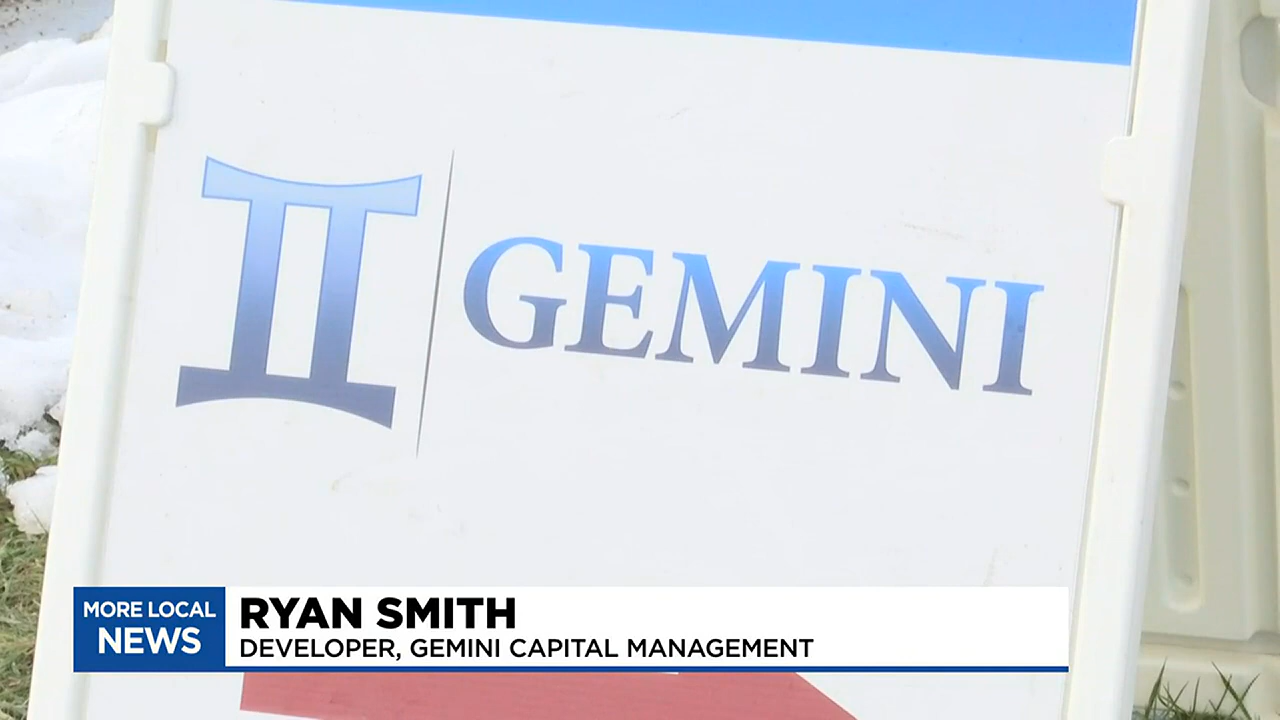 GEMINI
MORE LOCAL
NEWS
RYAN SMITH
DEVELOPER, GEMINI CAPITAL MANAGEMENT